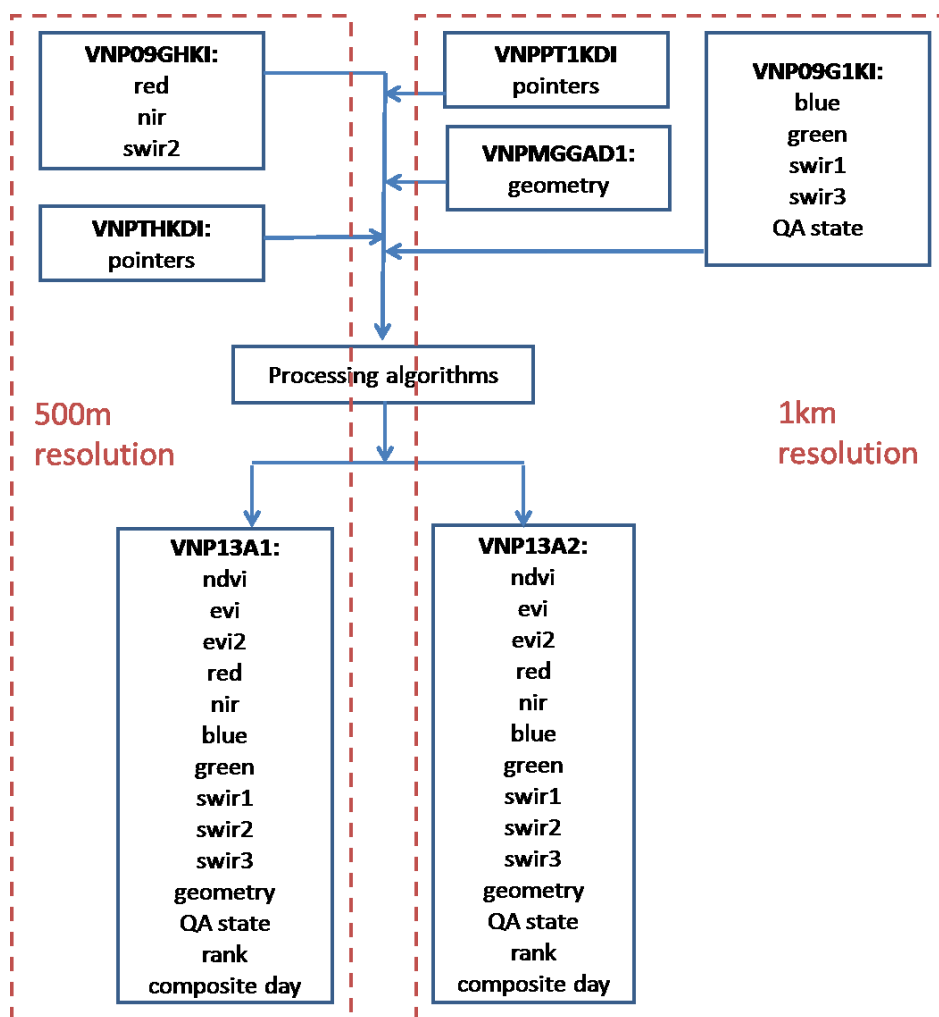 VNP09GHKI:
red
nir
swir2
VNPTHKDI:
pointers
VNPPT1KDI
pointers
VNPMGGAD1:
geometry
VNP09G1KI:
blue
green
swir1
swir3
QA state
Processing algorithms
500m
resolution
1km
resolution
VNP13A1:
ndvi
evi
evi2
red
nir
blue
green
swir1
swir2
swir3
geometry
QA state
rank
composite day
VNP13A2:
ndvi
evi
evi2
red
nir
blue
green
swir1
swir2
swir3
geometry
QA state
rank
composite day